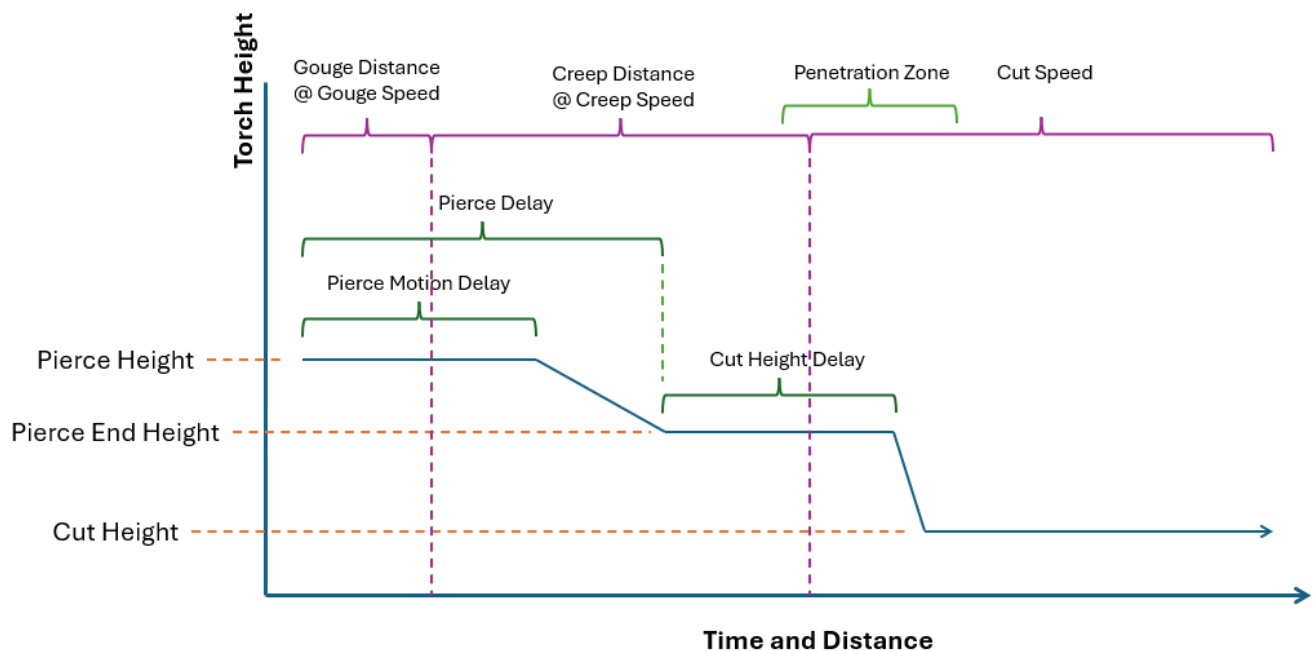 Torch Height
Gouge Distance
@ Gouge Speed
Creep Distance
@ Creep Speed
Penetration Zone
Cut Speed
Pierce Delay
Pierce Motion Delay
Pierce Height
Cut Height Delay
Pierce End Height
Cut Height
Time and Distance